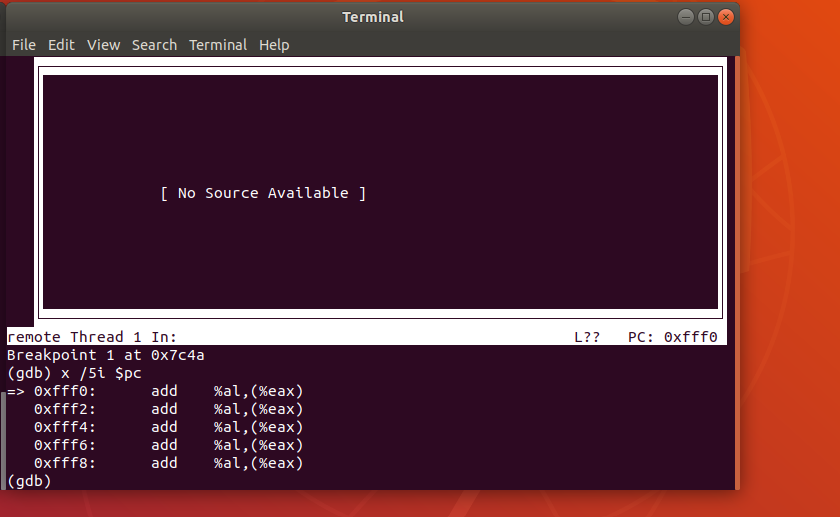 Terminal
File Edit View Search Terminal Help
[ No Source Available ]
remote Thread 1 In: L?? PC: 0xfff0
Breakpoint 1 at 0x7c4a
(gdb) x /5i $pc
=> 0xfff0: add %al,(%eax)
0xfff2: add %al,(%eax)
0xfff4: add %al,(%eax)
0xfff6: add %al,(%eax)
0xfff8: add %al,(%eax)
(gdb)